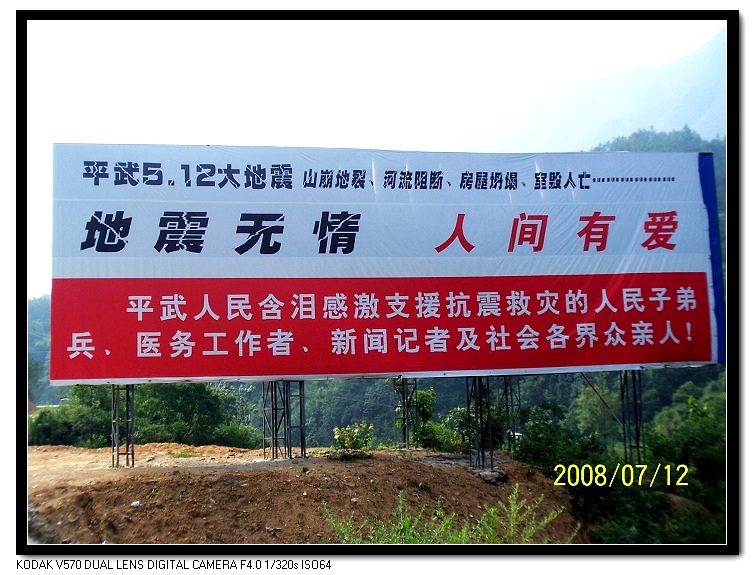 平武5.12大地震 山崩地裂、河流阻断、房屋坍塌、室毁人亡………………
地震无情 人间有爱
平武人民含泪感激支援抗震救灾的人民子弟
兵、医务工作者、新闻记者及社会各界众亲人!
2008/07/12
KODAK V570 DUAL LENS DIGITAL CAMERA F4.0 1/320s ISO64